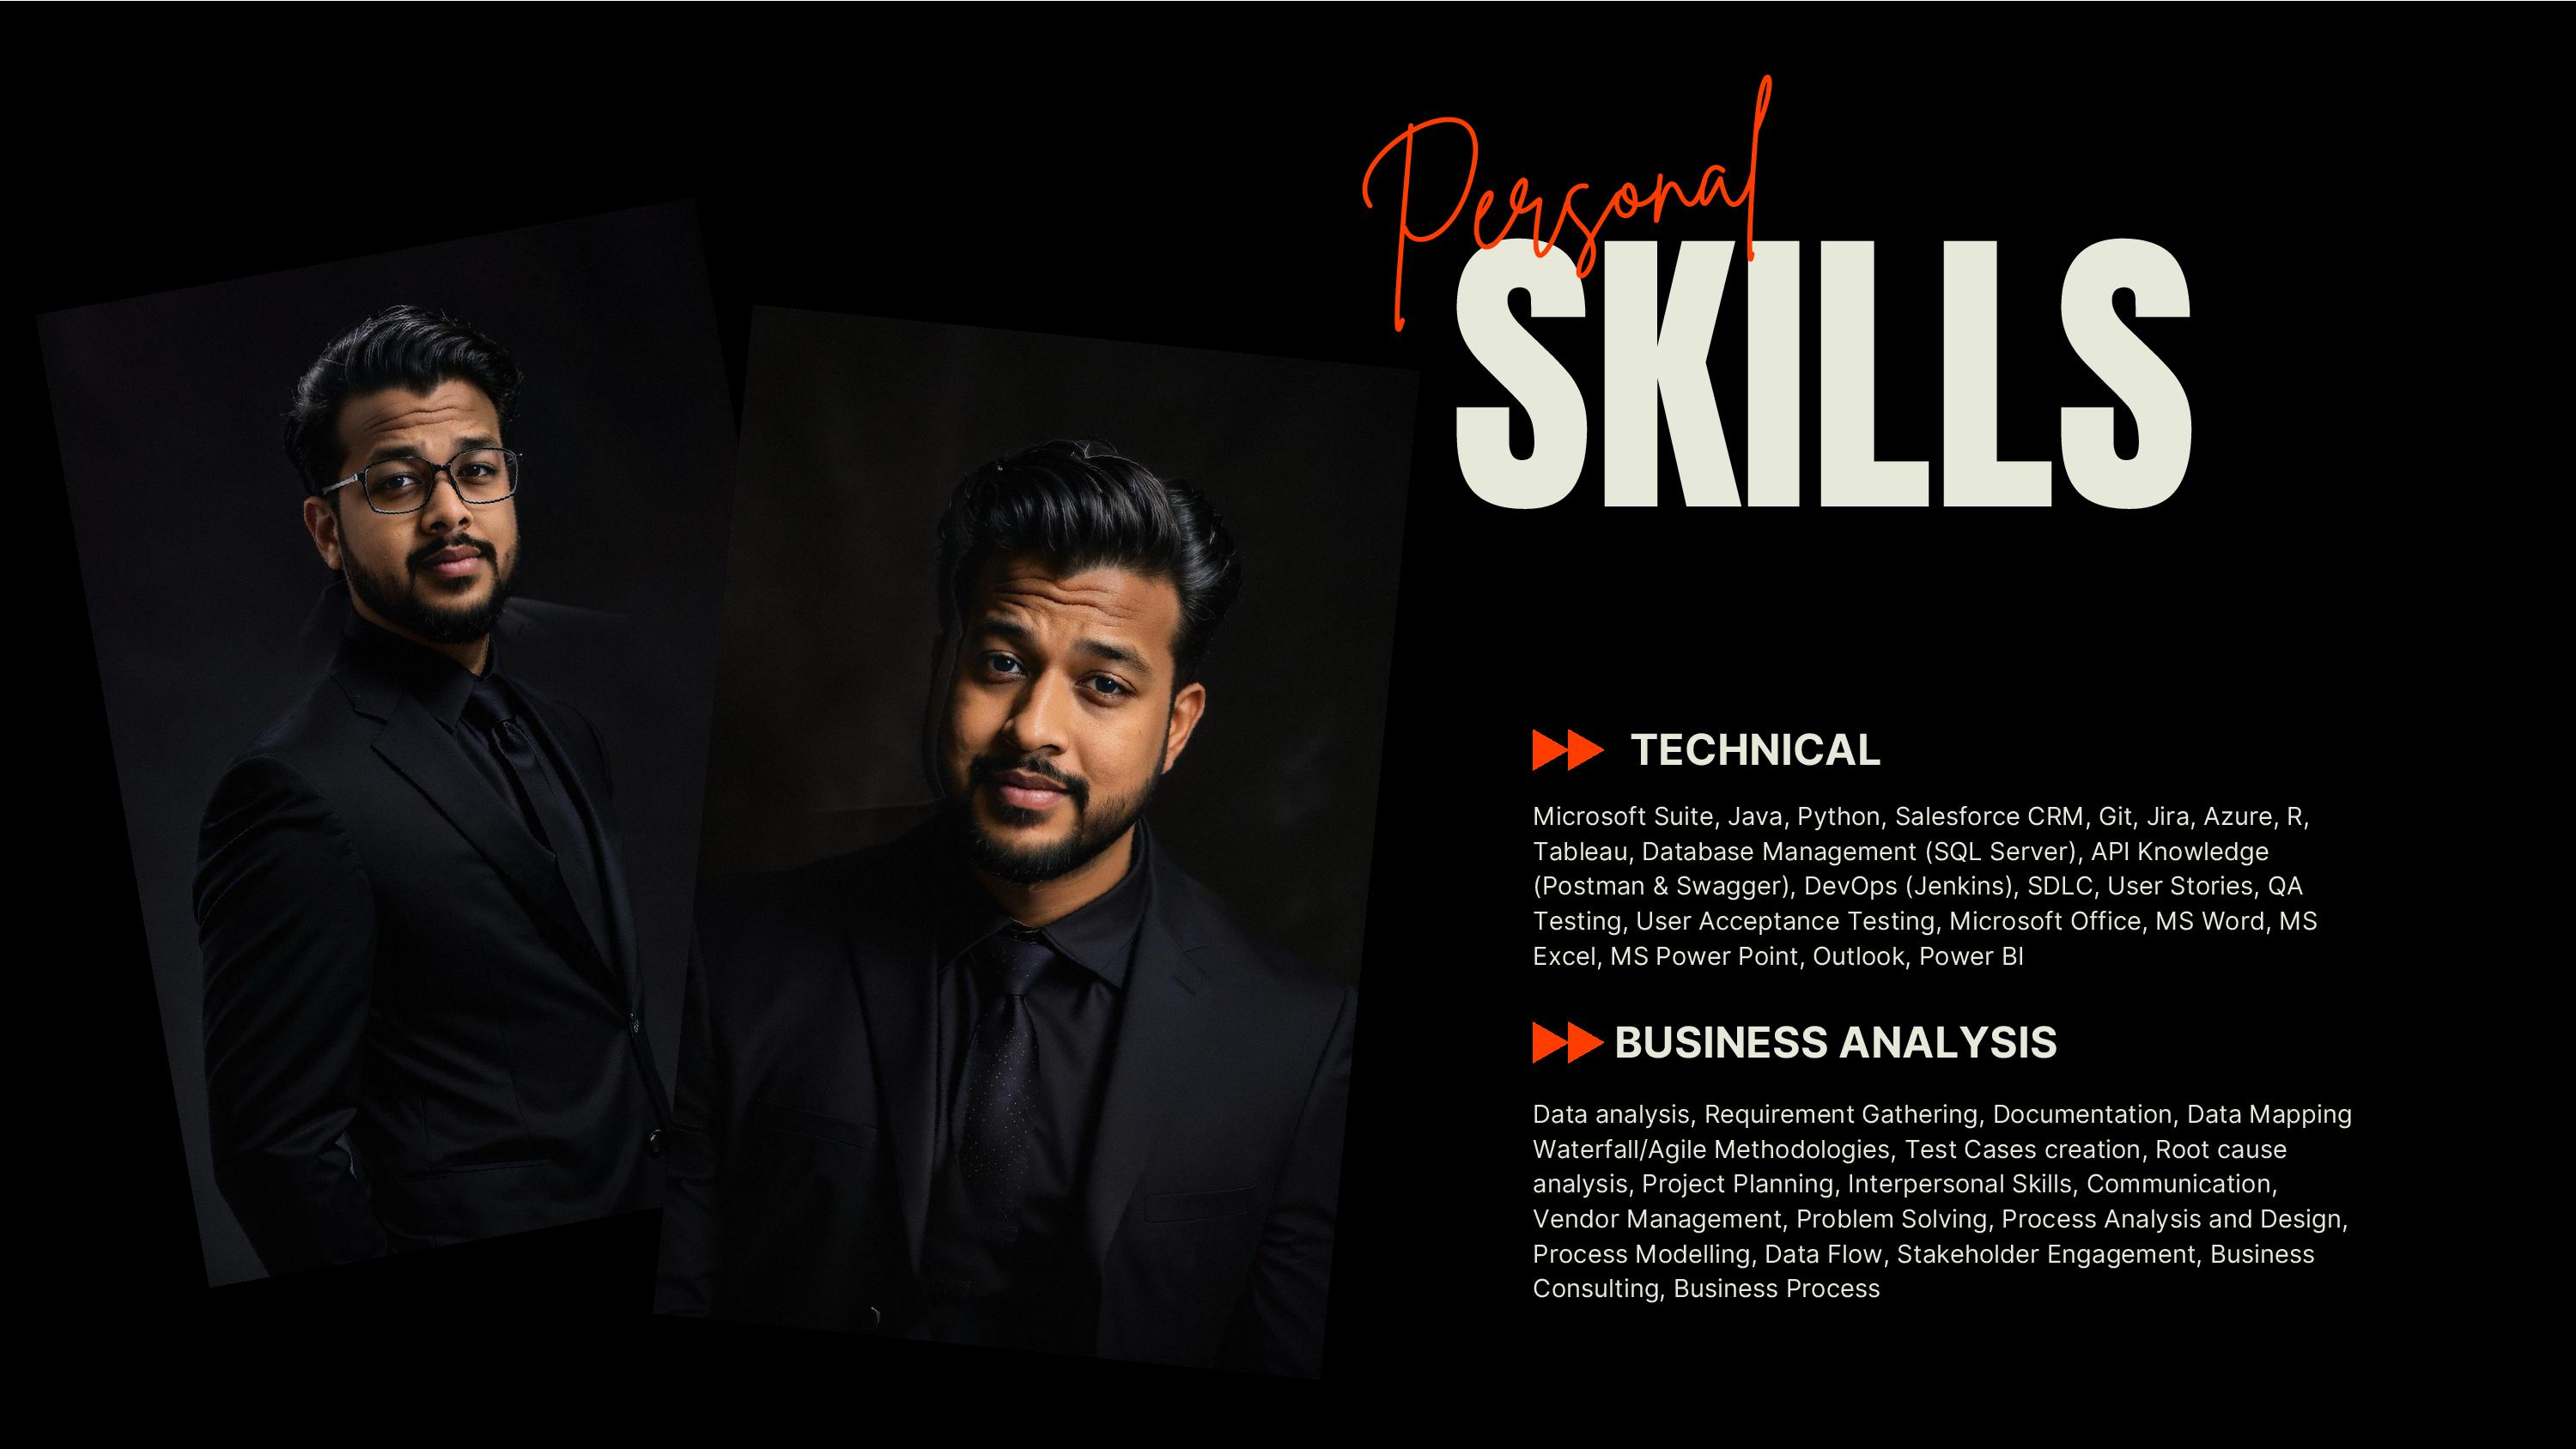 Personal
SKILLS
TECHNICAL
Microsoft Suite, Java, Python, Salesforce CRM, Git, Jira, Azure, R,
Tableau, Database Management (SQL Server), API Knowledge
(Postman & Swagger), DevOps (Jenkins), SDLC, User Stories, QA
Testing, User Acceptance Testing, Microsoft Office, MS Word, MS
Excel, MS Power Point, Outlook, Power BI
BUSINESS ANALYSIS
Data analysis, Requirement Gathering, Documentation, Data Mapping
Waterfall/Agile Methodologies, Test Cases creation, Root cause
analysis, Project Planning, Interpersonal Skills, Communication,
Vendor Management, Problem Solving, Process Analysis and Design,
Process Modelling, Data Flow, Stakeholder Engagement, Business
Consulting, Business Process